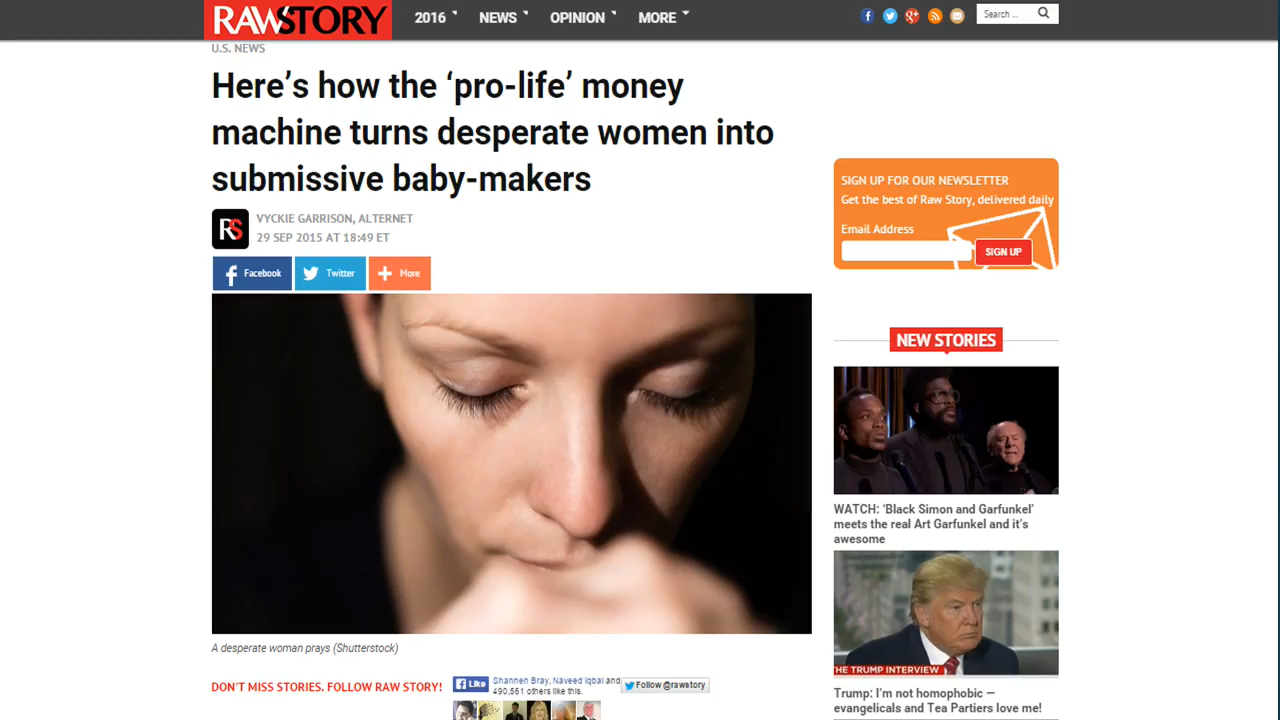 RAWSTORY
2016
NEWS
OPINION
MORE
Search ...
U.S. NEWS
Here's how the 'pro-life' money
machine turns desperate women into
submissive baby-makers
RS
VYCKIE GARRISON, ALTERNET
29 SEP 2015 AT 18:49 ET
Facebook
Twitter
More
A desperate woman prays (Shutterstock)
DON'T MISS STORIES. FOLLOW RAW STORY!
Like
Shannen Bray, Naveed Iqbal and
490,561 others like this.
Follow @rawstory
SIGN UP FOR OUR NEWSLETTER
Get the best of Raw Story, delivered daily
Email Address
SIGN UP
NEW STORIES
WATCH: 'Black Simon and Garfunkel'
meets the real Art Garfunkel and it's
awesome
THE TRUMP INTERVIEW
Trump: I'm not homophobic —
evangelicals and Tea Partiers love me!